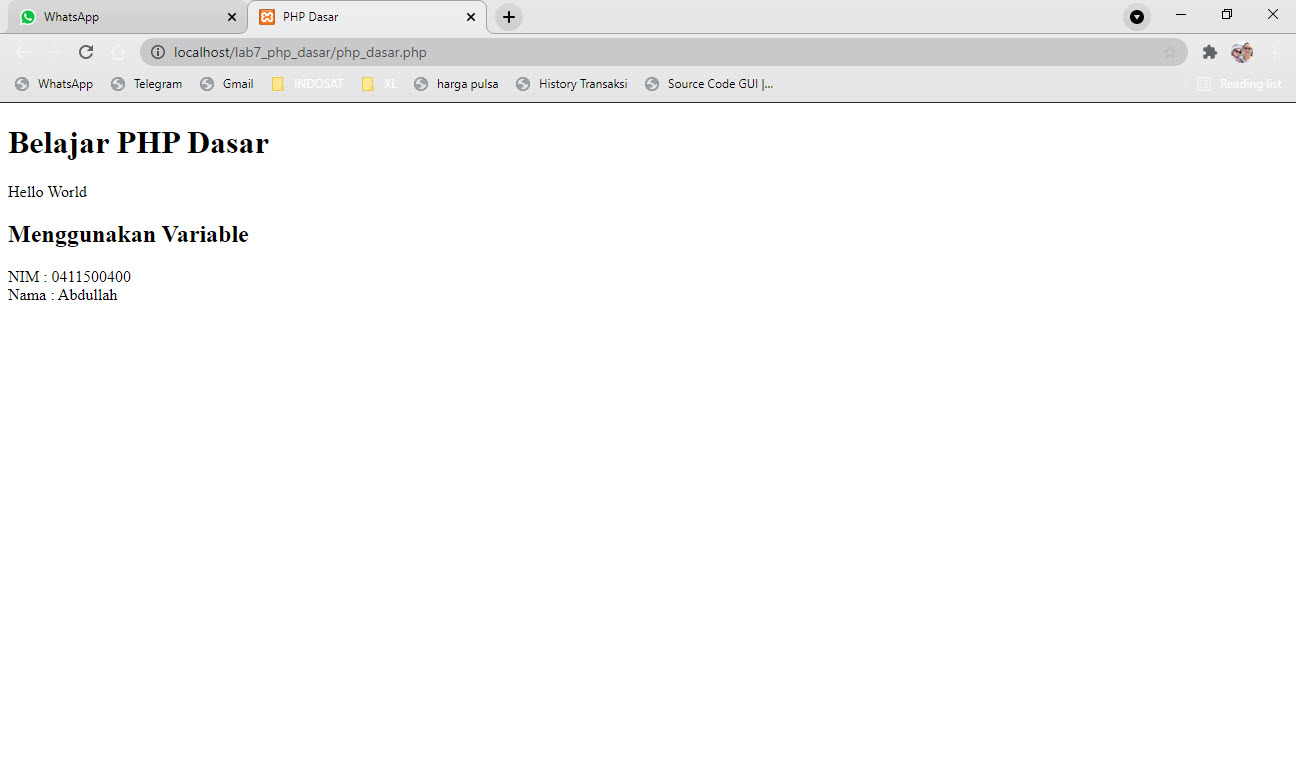 WhatsApp
PHP Dasar
localhost/lab7_php_dasar/php_dasar.php
WhatsApp Telegram Gmail INDOSAT XL harga pulsa History Transaksi Source Code GUI |... Reading list
Belajar PHP Dasar
Hello World
Menggunakan Variable
NIM : 0411500400
Nama : Abdullah